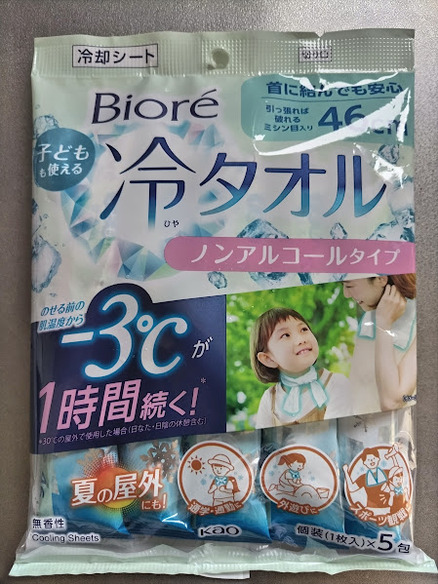 冷却シート
切り口
Bioré
首に結んでも安心
引っ張れば
破れる
ミシン目入り
46cm
子ども
も使える
冷タオル
ひや
ノンアルコールタイプ
のせる前の
肌温度から
-3℃が
1時間続く!*
*30℃の屋外で使用した場合(日なた・日陰の休憩含む)
夏の屋外
にも!
通学・通勤に
外遊びに
無香性
Cooling Sheets
Kao
個装(1枚入)×5包